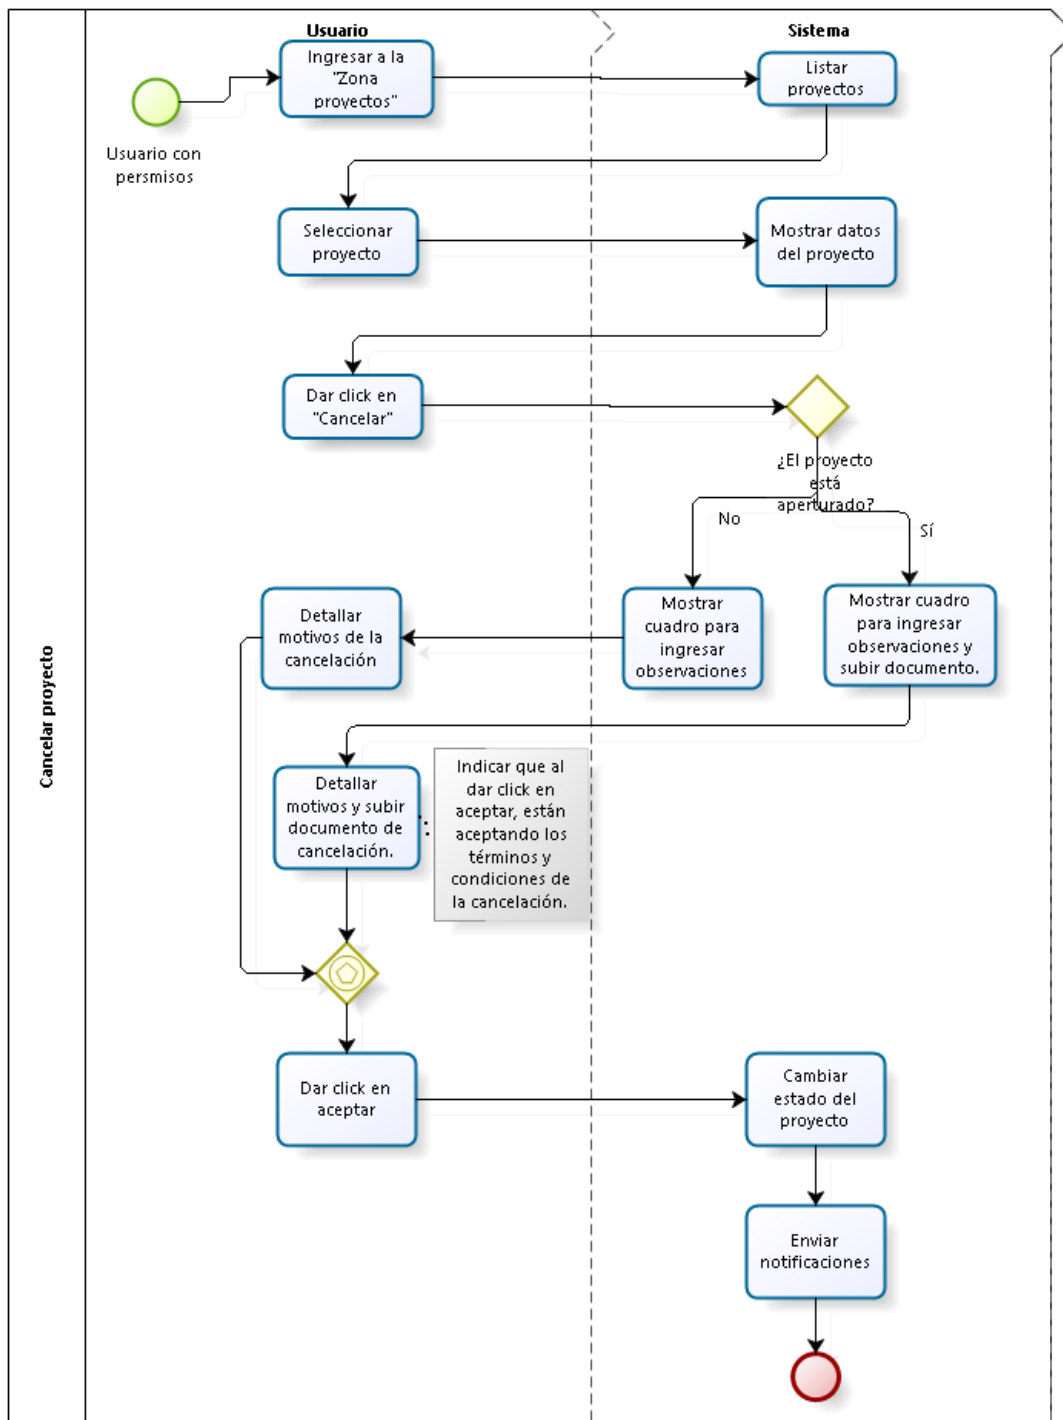 Usuario
Sistema
Ingresar a la
"Zona
proyectos"
Listar
proyectos
Usuario con
persmisos
Seleccionar
proyecto
Mostrar datos
del proyecto
Dar click en
"Cancelar"
¿El proyecto
está
aperturado?
No
Sí
Detallar
motivos de la
cancelación
Mostrar
cuadro para
ingresar
observaciones
Mostrar cuadro
para ingresar
observaciones y
subir documento.
Cancelar proyecto
Detallar
motivos y subir
documento de
cancelación.
Indicar que al
dar click en
aceptar, están
aceptando los
términos y
condiciones de
la cancelación.
Dar click en
aceptar
Cambiar
estado del
proyecto
Enviar
notificaciones